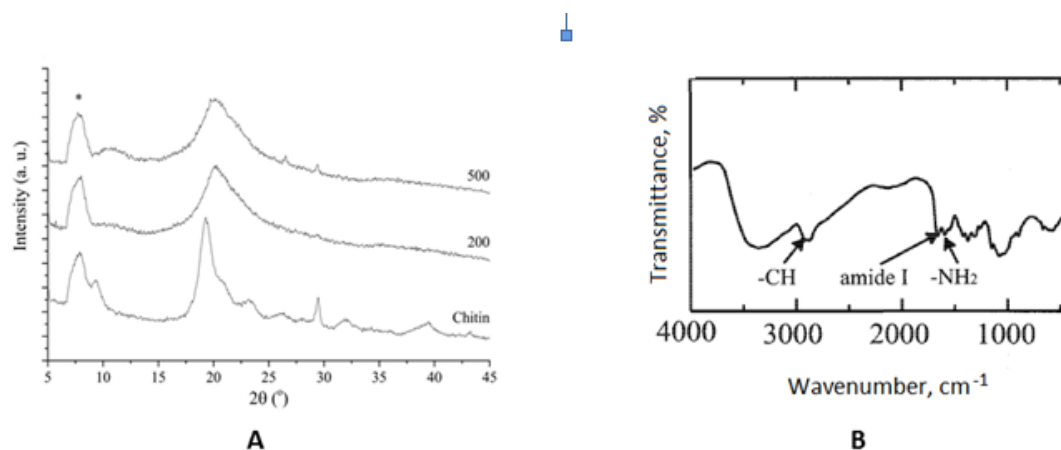 *
500
200
Chitin
Intensity (a. u.)
5 10 15 20 25 30 35 40 45
2θ (°)
A
Transmittance, %
-CH
amide I
-NH₂
4000 3000 2000 1000
Wavenumber, cm⁻¹
B